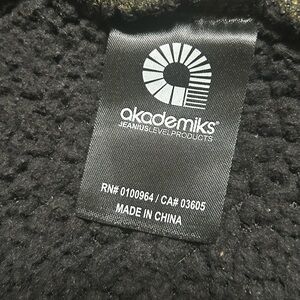 akademiks®
JEANIUSLEVELPRODUCTS
RN# 0100964 / CA# 03605
MADE IN CHINA